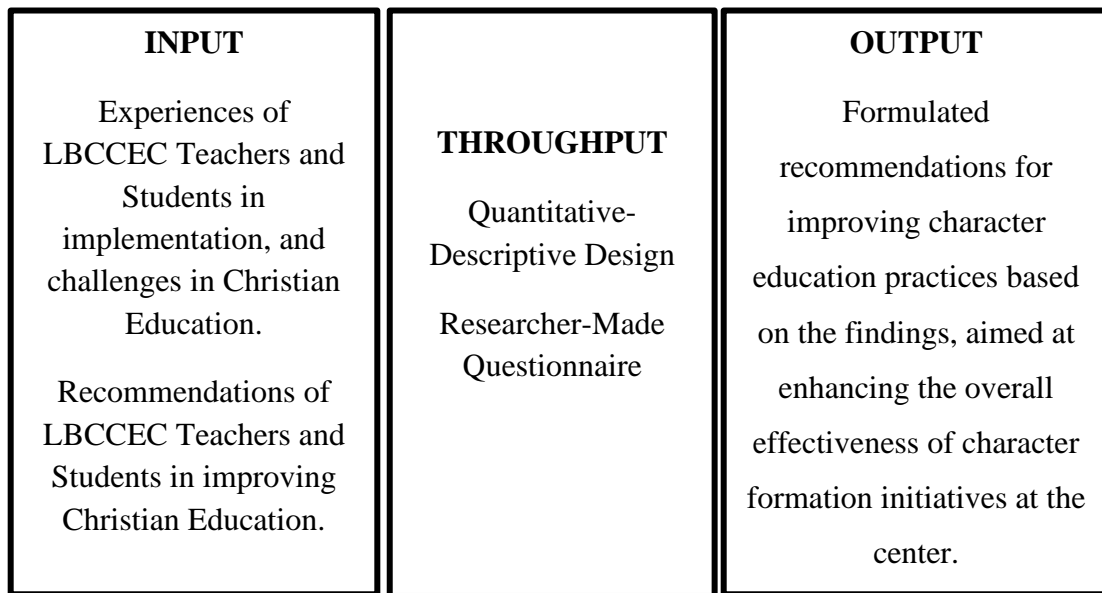 INPUT
Experiences of
LBCCEC Teachers and
Students in
implementation, and
challenges in Christian
Education.
Recommendations of
LBCCEC Teachers and
Students in improving
Christian Education.
THROUGHPUT
Quantitative-
Descriptive Design
Researcher-Made
Questionnaire
OUTPUT
Formulated
recommendations for
improving character
education practices based
on the findings, aimed at
enhancing the overall
effectiveness of character
formation initiatives at the
center.